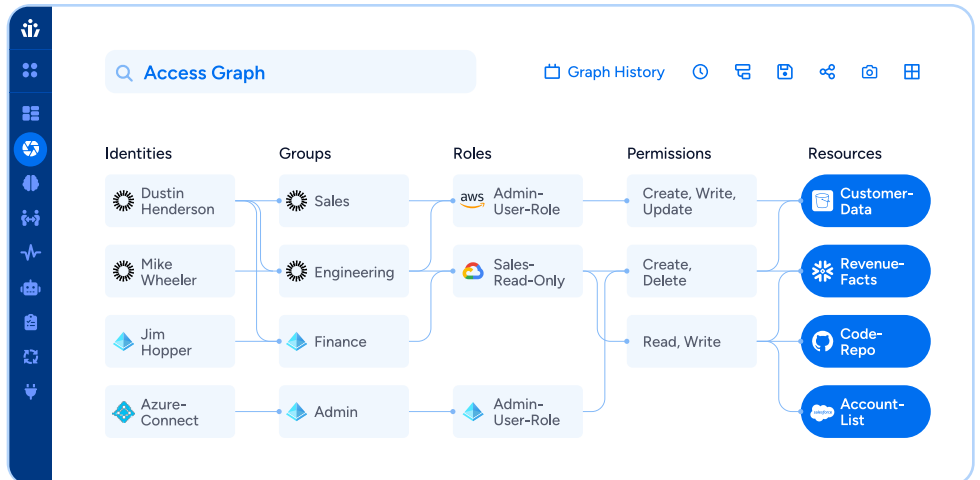 Access Graph
Graph History
Identities
Groups
Roles
Permissions
Resources
Dustin
Henderson
Sales
aws
Admin-
User-Role
Create, Write,
Update
Customer-
Data
Mike
Wheeler
Engineering
Sales-
Read-Only
Create,
Delete
Revenue-
Facts
Jim
Hopper
Finance
Read, Write
Code-
Repo
Azure-
Connect
Admin
Admin-
User-Role
salesforce
Account-
List